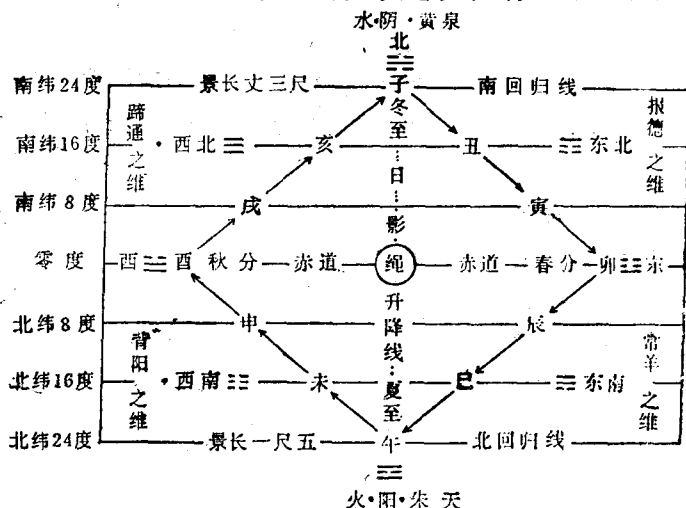 水·阴·黄泉
北
南纬24度 景长丈三尺 子 南回归线
蹄通之维
报德之维
南纬16度 西北☰ 亥 冬至 丑 ☶东北
南纬8度 戌 日影 寅
零度 西☱酉 秋分 赤道 绳 赤道 春分 卯☳东
北纬8度 申 升降线 辰
背阳之维
常羊之维
北纬16度 西南☷ 未 夏至 巳 ☴东南
北纬24度 景长一尺五 午 北回归线
火·阳·朱天